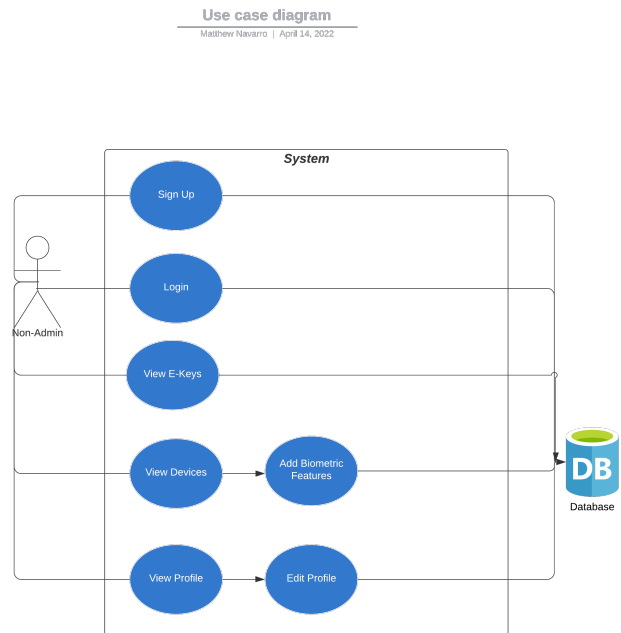 Use case diagram
Matthew Navarro | April 14, 2022
System
Sign Up
Login
Non-Admin
View E-Keys
View Devices
Add Biometric
Features
DB
Database
View Profile
Edit Profile